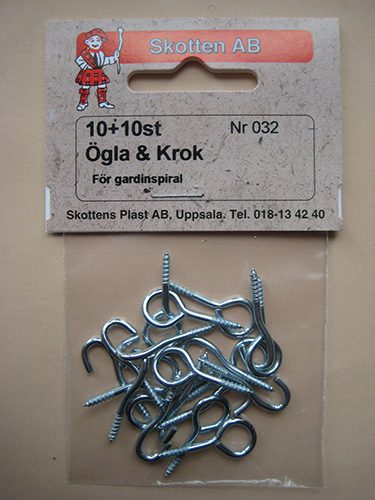 Skotten AB
10+10st Nr 032
Ögla & Krok
För gardinspiral
Skottens Plast AB, Uppsala. Tel. 018-13 42 40